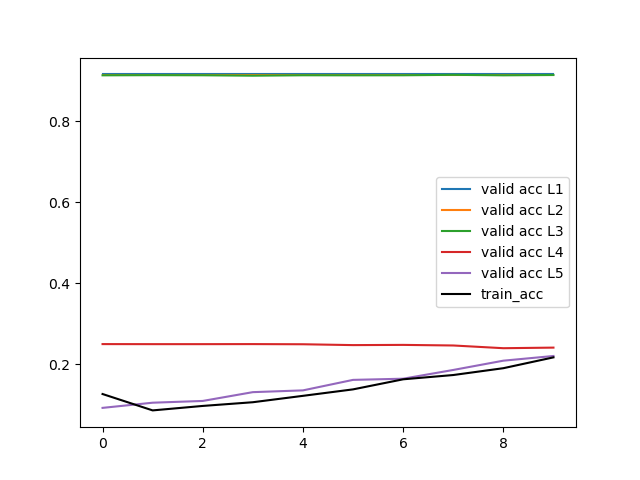 0.8
0.6
0.4
0.2
0 2 4 6 8
valid acc L1
valid acc L2
valid acc L3
valid acc L4
valid acc L5
train_acc